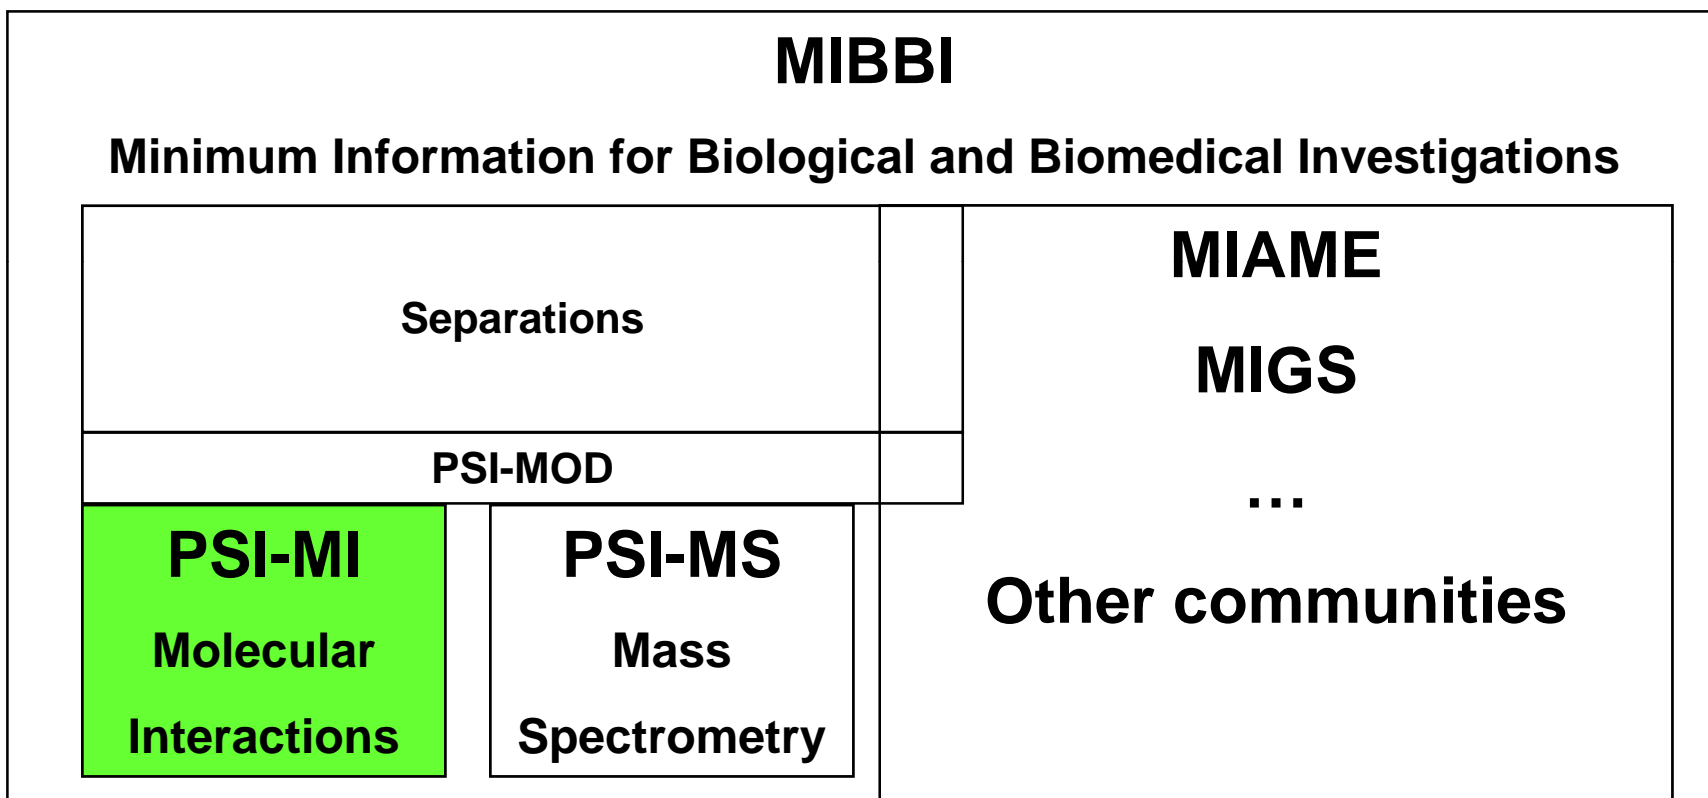 MIBBI
Minimum Information for Biological and Biomedical Investigations
Separations
PSI-MOD
PSI-MI
Molecular
Interactions
PSI-MS
Mass
Spectrometry
MIAME
MIGS
…
Other communities